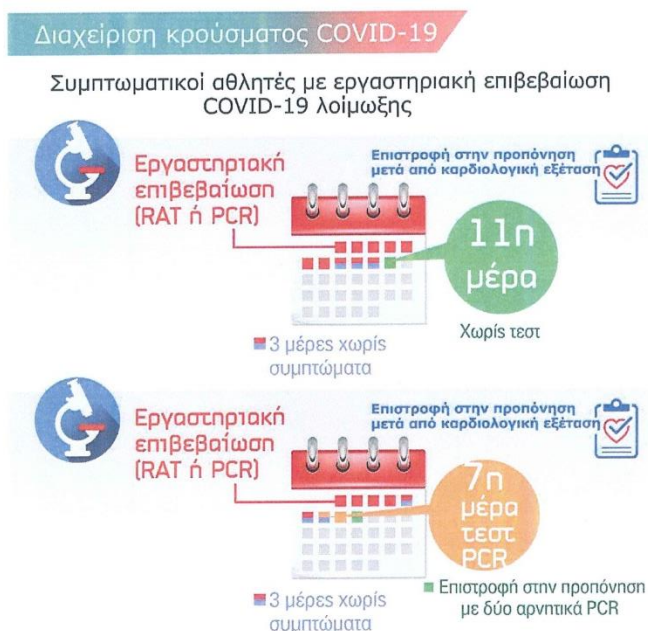 Διαχείριση κρούσματος COVID-19
Συμπτωματικοί αθλητές με εργαστηριακή επιβεβαίωση
COVID-19 λοίμωξης
Εργαστηριακή
επιβεβαίωση
(RAT ή PCR)
Επιστροφή στην προπόνηση
μετά από καρδιολογική εξέταση
11η
μέρα
Χωρίς τεστ
3 μέρες χωρίς
συμπτώματα
Εργαστηριακή
επιβεβαίωση
(RAT ή PCR)
Επιστροφή στην προπόνηση
μετά από καρδιολογική εξέταση
7η
μέρα
τεστ
PCR
3 μέρες χωρίς
συμπτώματα
Επιστροφή στην προπόνηση
με δύο αρνητικά PCR